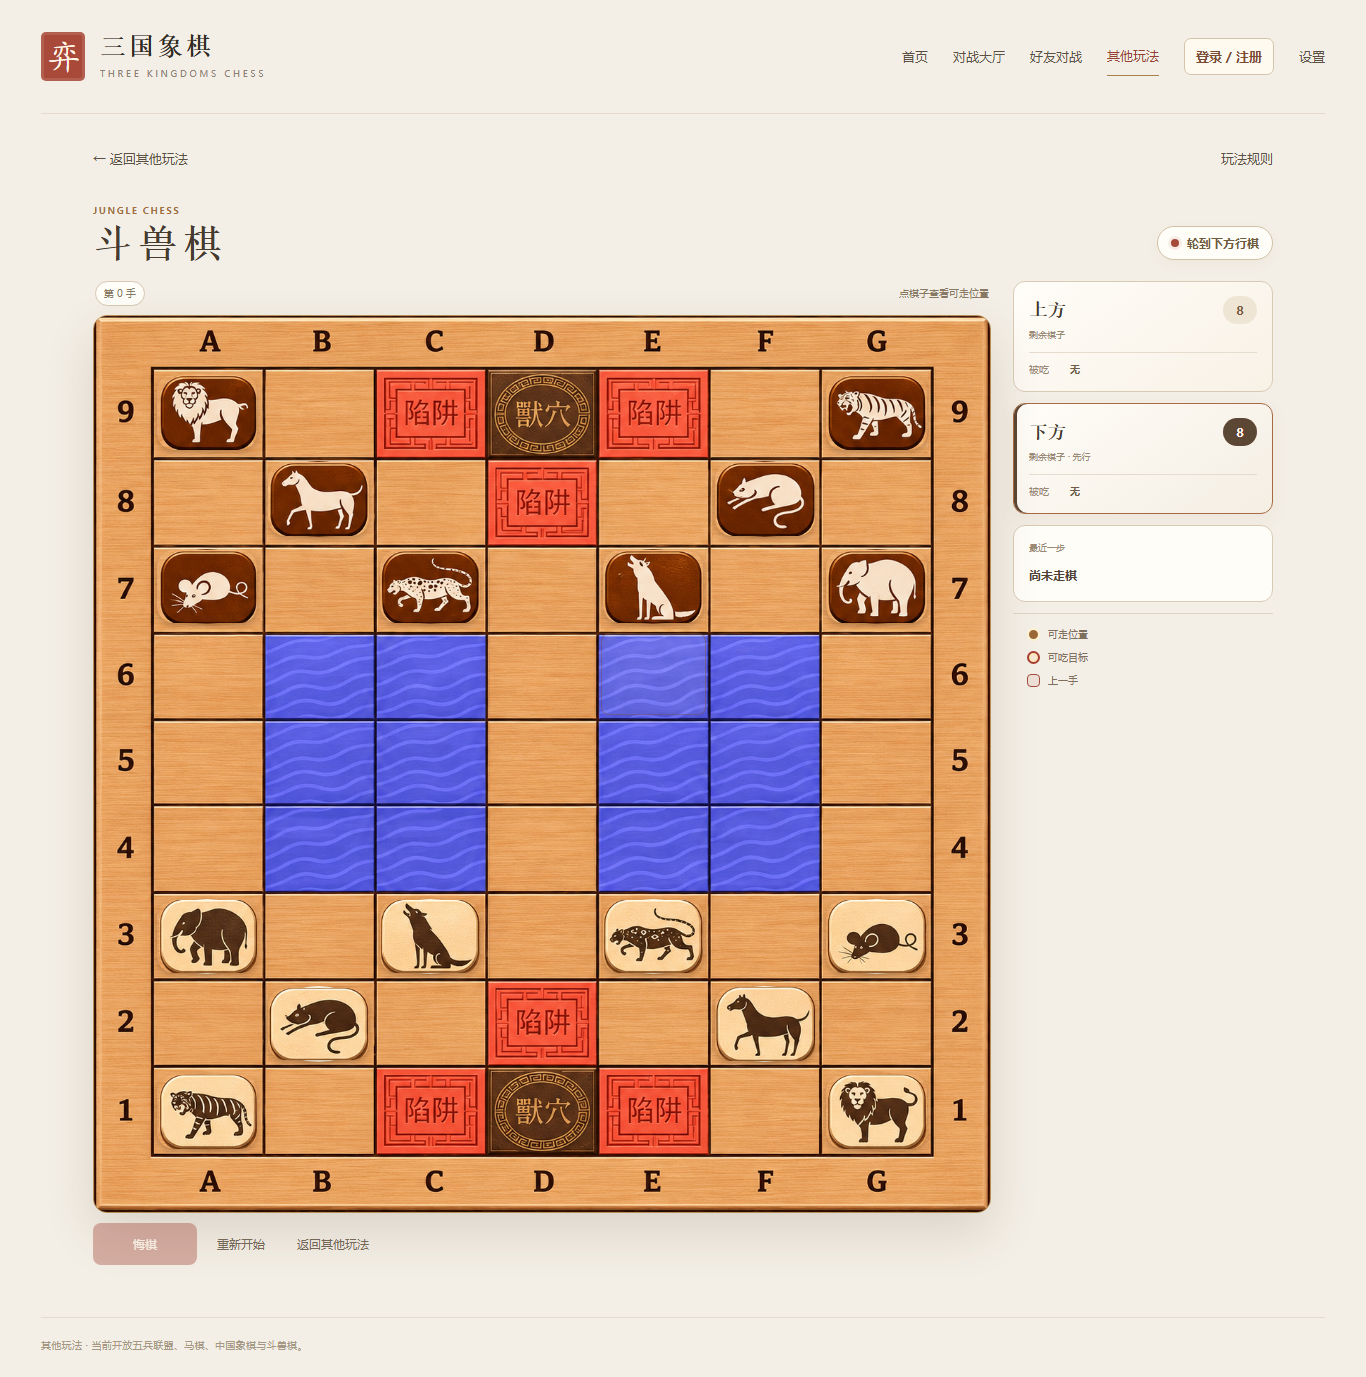 弈
三国象棋
THREE KINGDOMS CHESS
首页
对战大厅
好友对战
其他玩法
登录 / 注册
设置
← 返回其他玩法
玩法规则
JUNGLE CHESS
斗兽棋
轮到下方行棋
第 0 手
点棋子查看可走位置
A B C D E F G
9 陷阱 獸穴 陷阱 9
8 陷阱 8
7 7
6 6
5 5
4 4
3 3
2 陷阱 2
1 陷阱 獸穴 陷阱 1
A B C D E F G
上方
8
剩余棋子
被吃 无
下方
8
剩余棋子 · 先行
被吃 无
最近一步
尚未走棋
可走位置
可吃目标
上一手
悔棋
重新开始
返回其他玩法
其他玩法 · 当前开放五兵联盟、马棋、中国象棋与斗兽棋。